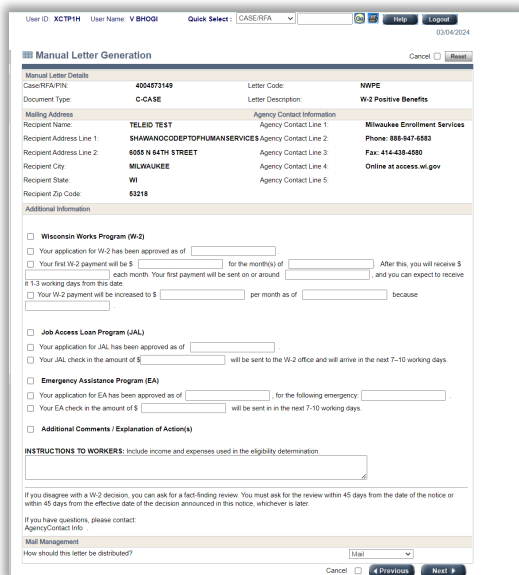 User ID: XCTP1H User Name: V BHOGI Quick Select : CASE/RFA Go Help Logout
03/04/2024
Manual Letter Generation Cancel Reset
Manual Letter Details
Case/RFA/PIN: 4004573149 Letter Code: NWPE
Document Type: C-CASE Letter Description: W-2 Positive Benefits
Mailing Address Agency Contact Information
Recipient Name: TELEID TEST Agency Contact Line 1: Milwaukee Enrollment Services
Recipient Address Line 1: SHAWANOCODEPTOFHUMANSERVICES Agency Contact Line 2: Phone: 888-947-6583
Recipient Address Line 2: 6055 N 64TH STREET Agency Contact Line 3: Fax: 414-438-4580
Recipient City: MILWAUKEE Agency Contact Line 4: Online at access.wi.gov
Recipient State: WI Agency Contact Line 5:
Recipient Zip Code: 53218
Additional Information
Wisconsin Works Program (W-2)
Your application for W-2 has been approved as of
Your first W-2 payment will be $ for the month(s) of . After this, you will receive $
each month. Your first payment will be sent on or around , and you can expect to receive
it 1-3 working days from this date.
Your W-2 payment will be increased to $ per month as of because
.
Job Access Loan Program (JAL)
Your application for JAL has been approved as of .
Your JAL check in the amount of $ will be sent to the W-2 office and will arrive in the next 7–10 working days.
Emergency Assistance Program (EA)
Your application for EA has been approved as of , for the following emergency: .
Your EA check in the amount of $ will be sent in in the next 7-10 working days.
Additional Comments / Explanation of Action(s)
INSTRUCTIONS TO WORKERS: Include income and expenses used in the eligibility determination.
If you disagree with a W-2 decision, you can ask for a fact-finding review. You must ask for the review within 45 days from the date of the notice or
within 45 days from the effective date of the decision announced in this notice, whichever is later.
If you have questions, please contact:
AgencyContact Info .
Mail Management
How should this letter be distributed? Mail
Cancel Previous Next